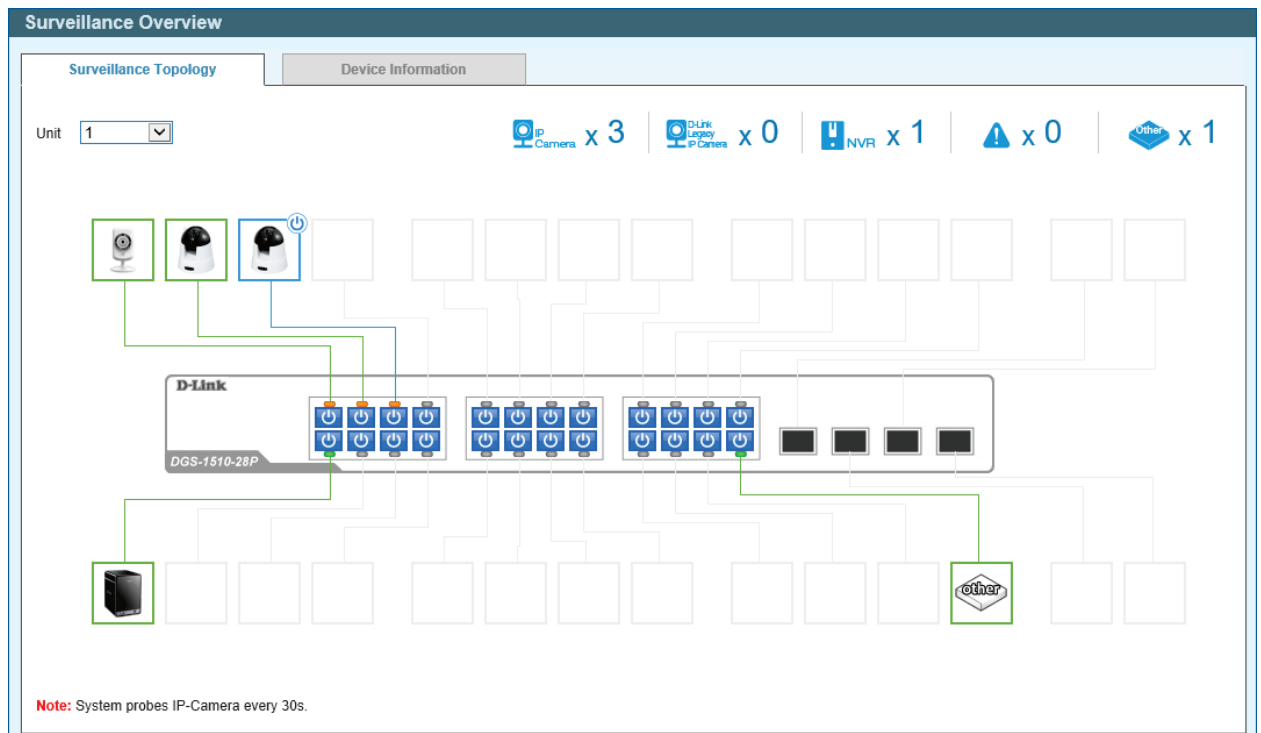 Surveillance Overview
Surveillance Topology
Device Information
Unit 1
IP Camera x 3
D-Link Legacy IP Camera x 0
NVR x 1
x 0
Other x 1
D-Link
DGS-1510-28P
other
Note: System probes IP-Camera every 30s.